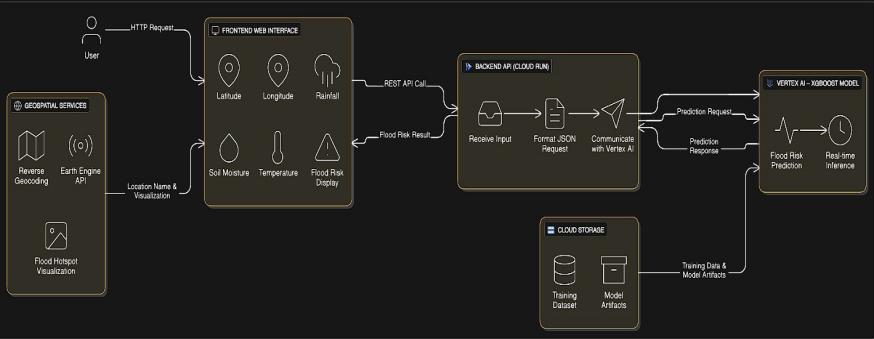 HTTP Request
User
FRONTEND WEB INTERFACE
Latitude
Longitude
Rainfall
Soil Moisture
Temperature
Flood Risk
Display
GEOSPATIAL SERVICES
Reverse
Geocoding
Earth Engine
API
Flood Hotspot
Visualization
Location Name &
Visualization
REST API Call
Flood Risk Result
BACKEND API (CLOUD RUN)
Receive Input
Format JSON
Request
Communicate
with Vertex AI
Prediction Request
Prediction
Response
VERTEX AI – XGBOOST MODEL
Flood Risk
Prediction
Real-time
Inference
CLOUD STORAGE
Training
Dataset
Model
Artifacts
Training Data &
Model Artifacts